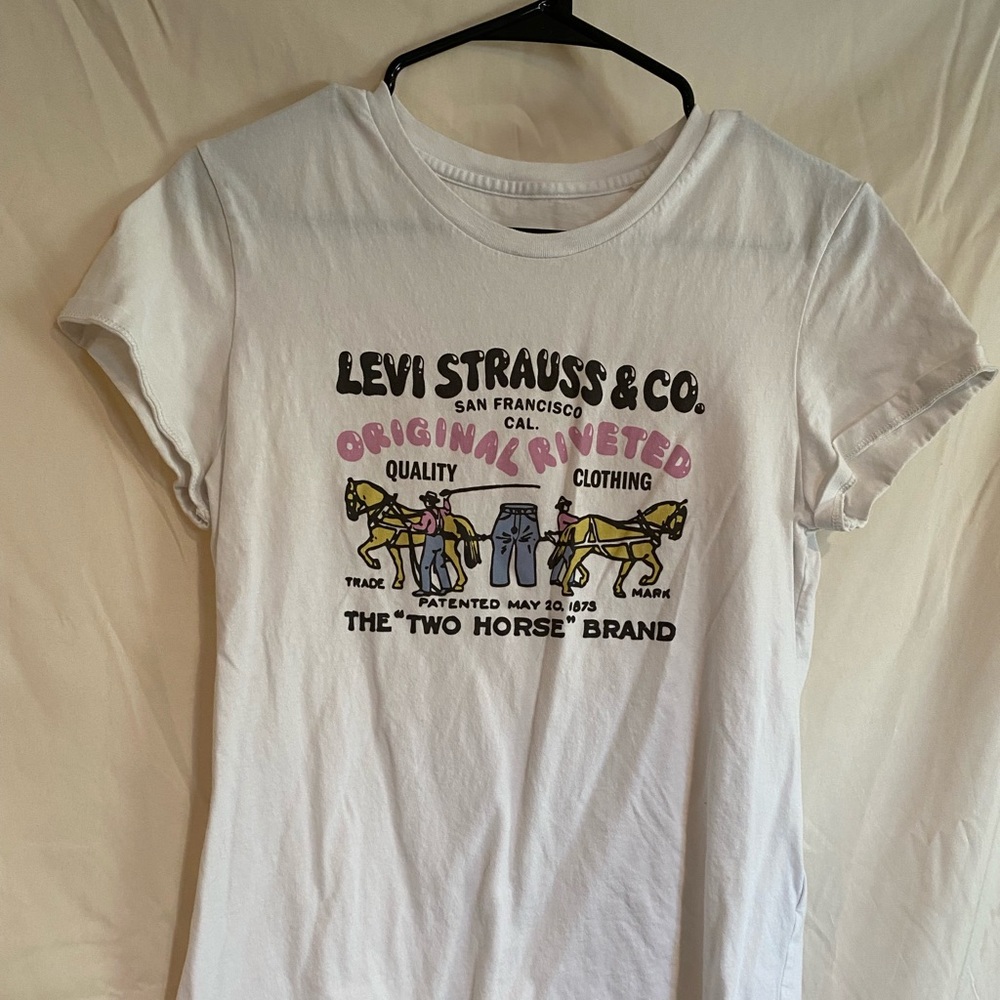 LEVI STRAUSS & CO.
SAN FRANCISCO
CAL.
ORIGINAL RIVETED
QUALITY CLOTHING
TRADE MARK
PATENTED MAY 20, 1873
THE "TWO HORSE" BRAND